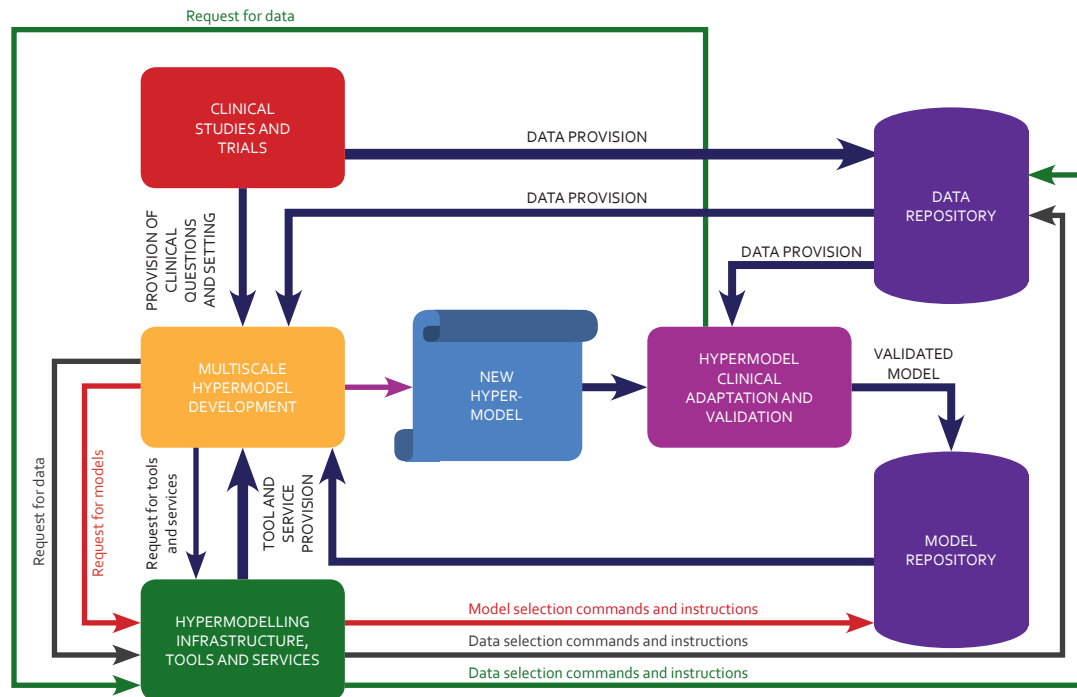 Request for data
CLINICAL
STUDIES AND
TRIALS
DATA PROVISION
DATA PROVISION
DATA
REPOSITORY
PROVISION OF
CLINICAL
QUESTIONS
AND SETTING
DATA PROVISION
MULTISCALE
HYPERMODEL
DEVELOPMENT
NEW
HYPER-
MODEL
HYPERMODEL
CLINICAL
ADAPTATION AND
VALIDATION
VALIDATED
MODEL
Request for data
Request for models
Request for tools
and services
TOOL AND
SERVICE
PROVISION
MODEL
REPOSITORY
HYPERMODELLING
INFRASTRUCTURE,
TOOLS AND SERVICES
Model selection commands and instructions
Data selection commands and instructions
Data selection commands and instructions